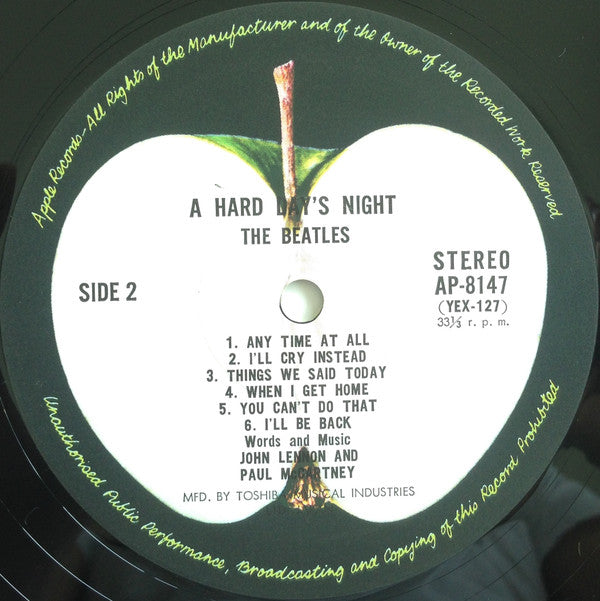 Apple Records-All Rights of the Manufacturer and of the Owner of the Recorded Work Reserved
A HARD DAY'S NIGHT
THE BEATLES
SIDE 2
STEREO
AP-8147
(YEX-127)
33⅓ r. p. m.
1. ANY TIME AT ALL
2. I'LL CRY INSTEAD
3. THINGS WE SAID TODAY
4. WHEN I GET HOME
5. YOU CAN'T DO THAT
6. I'LL BE BACK
Words and Music
JOHN LENNON AND
PAUL McCARTNEY
MFD. BY TOSHIBA MUSICAL INDUSTRIES
Unauthorised Public Performance, Broadcasting and Copying of this Record Prohibited